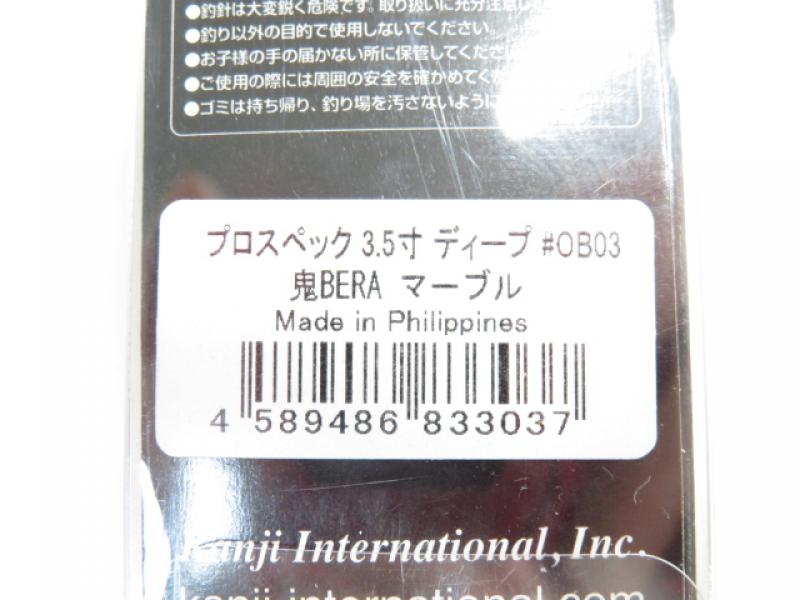 ●釣針は大変鋭く危険です。取り扱いに充分注意して
●釣り以外の目的で使用しないでください。
●お子様の手の届かない所に保管してくださ
●ご使用の際には周囲の安全を確かめてく
●ゴミは持ち帰り、釣り場を汚さないように
プロスペック 3.5寸 ディープ #OB03
鬼BERA マーブル
Made in Philippines
4 589486 833037
Kanji International, Inc.
kanji-international.com